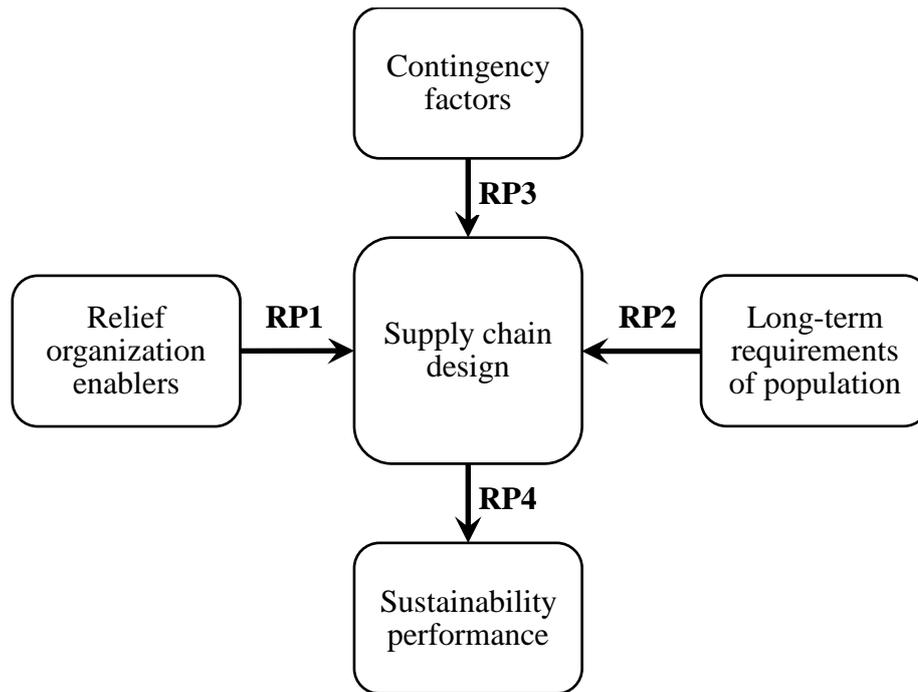 Contingency
factors
RP3
Relief
organization
enablers
RP1
Supply chain
design
RP2
Long-term
requirements
of population
RP4
Sustainability
performance